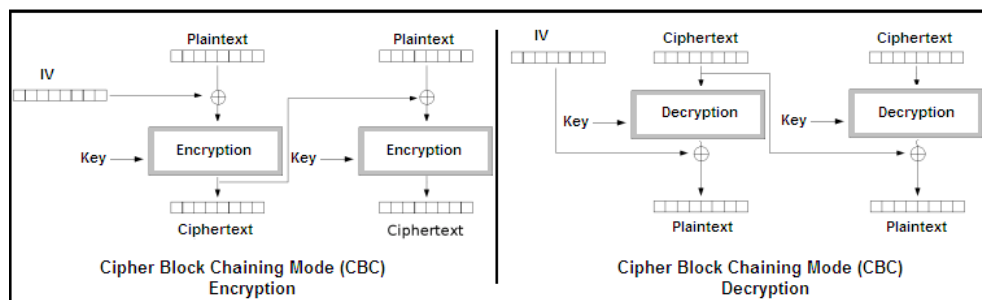 Plaintext
IV
Key
Encryption
Ciphertext
Plaintext
Key
Encryption
Ciphertext
Cipher Block Chaining Mode (CBC)
Encryption
IV
Ciphertext
Key
Decryption
Plaintext
Ciphertext
Key
Decryption
Plaintext
Cipher Block Chaining Mode (CBC)
Decryption